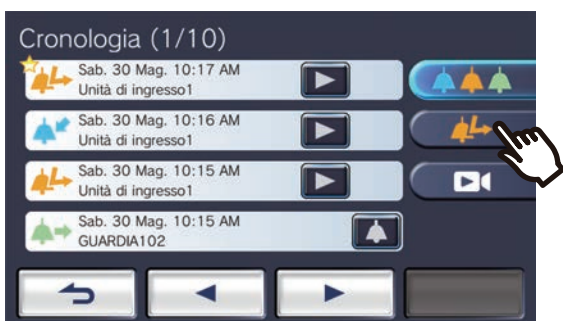 Cronologia (1/10)
Sab. 30 Mag. 10:17 AM
Unità di ingresso1
Sab. 30 Mag. 10:16 AM
Unità di ingresso1
Sab. 30 Mag. 10:15 AM
Unità di ingresso1
Sab. 30 Mag. 10:15 AM
GUARDIA102